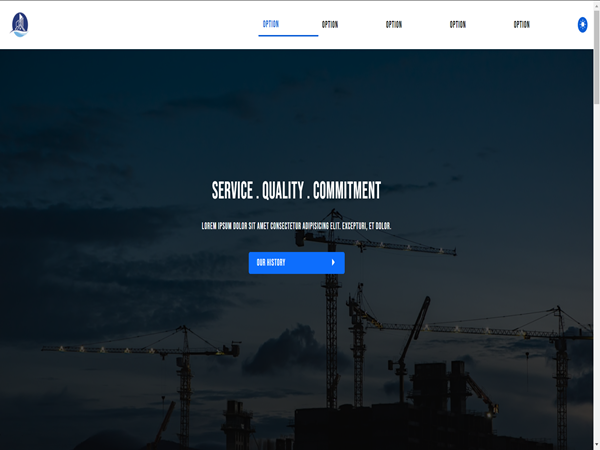 OPTION
OPTION
OPTION
OPTION
OPTION
SERVICE . QUALITY . COMMITMENT
LOREM IPSUM DOLOR SIT AMET CONSECTETUR ADIPISICING ELIT. EXCEPTURI, ET DOLOR.
OUR HISTORY